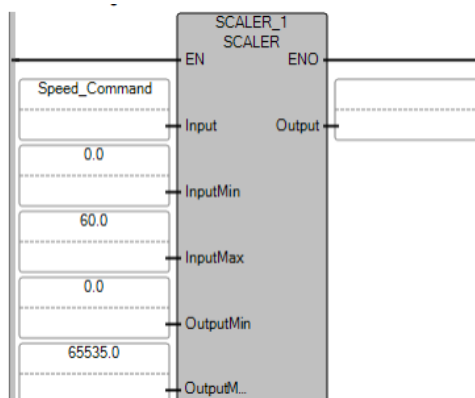 SCALER_1
SCALER
EN ENO
Speed_Command
Input Output
0.0
InputMin
60.0
InputMax
0.0
OutputMin
65535.0
OutputM...